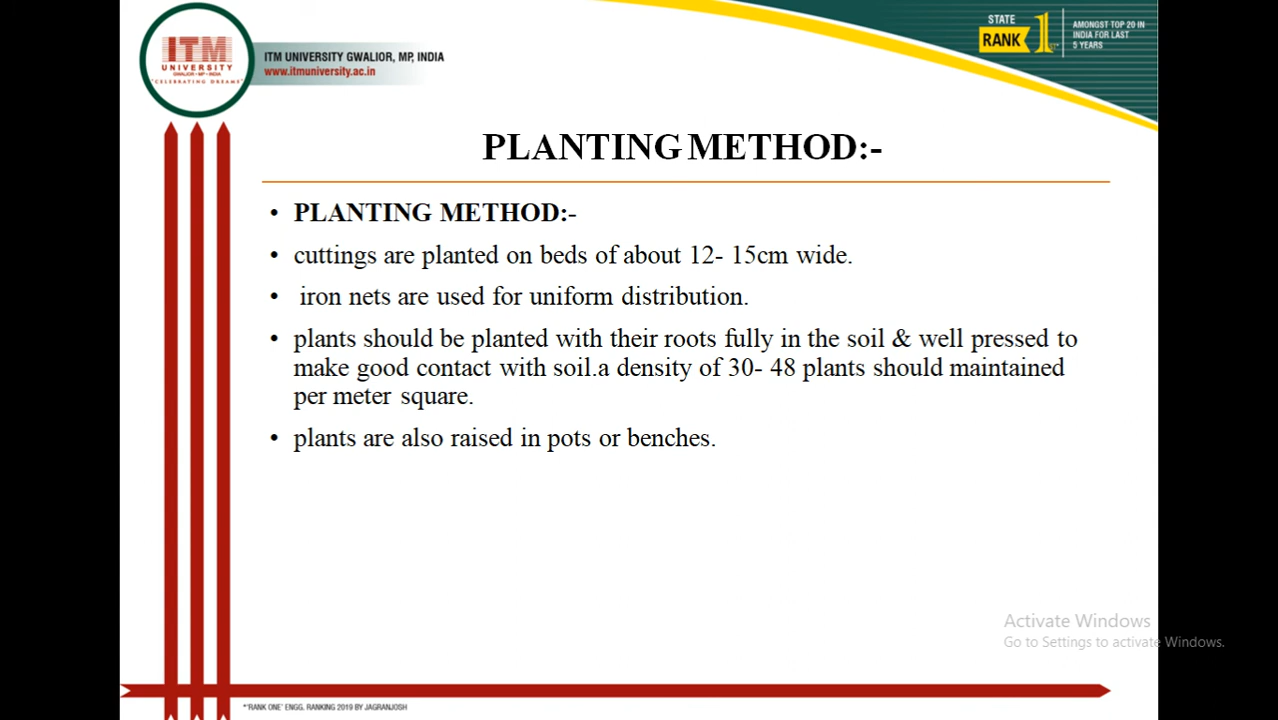 ITM
UNIVERSITY
GWALIOR • MP • INDIA
"CELEBRATING DREAMS"
ITM UNIVERSITY GWALIOR, MP, INDIA
www.itmuniversity.ac.in
STATE
RANK 1ST
AMONGST TOP 20 IN
INDIA FOR LAST
5 YEARS
PLANTING METHOD:-
• PLANTING METHOD:-
• cuttings are planted on beds of about 12- 15cm wide.
• iron nets are used for uniform distribution.
• plants should be planted with their roots fully in the soil & well pressed to
make good contact with soil.a density of 30- 48 plants should maintained
per meter square.
• plants are also raised in pots or benches.
Activate Windows
Go to Settings to activate Windows.
*'RANK ONE' ENGG. RANKING 2019 BY JAGRANJOSH